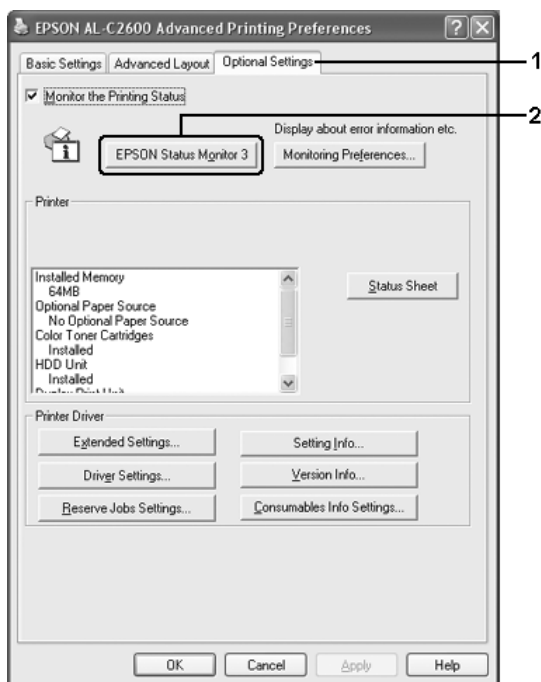 EPSON AL-C2600 Advanced Printing Preferences
Basic Settings Advanced Layout Optional Settings 1
Monitor the Printing Status
2
Display about error information etc.
EPSON Status Monitor 3 Monitoring Preferences...
Printer
Installed Memory
64MB
Optional Paper Source
No Optional Paper Source
Color Toner Cartridges
Installed
HDD Unit
Installed
Duplex Print Unit
Status Sheet
Printer Driver
Extended Settings... Setting Info...
Driver Settings... Version Info...
Reserve Jobs Settings... Consumables Info Settings...
OK Cancel Apply Help